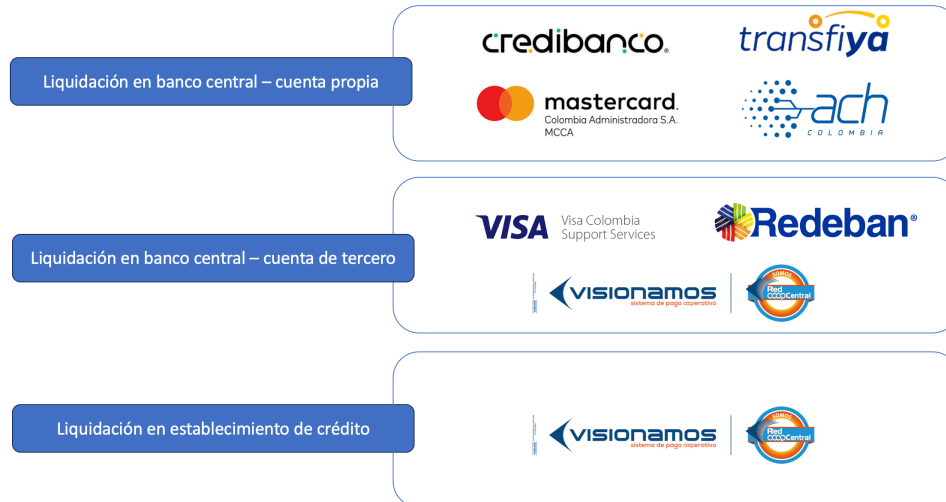 Liquidación en banco central – cuenta propia
credibanco.
transfiya
mastercard.
Colombia Administradora S.A.
MCCA
ach
COLOMBIA
Liquidación en banco central – cuenta de tercero
VISA
Visa Colombia
Support Services
Redeban®
VISIONAMOS
sistema de pago cooperativo
SOMOS
Red
COOPCentral
Liquidación en establecimiento de crédito
VISIONAMOS
sistema de pago cooperativo
SOMOS
Red
COOPCentral